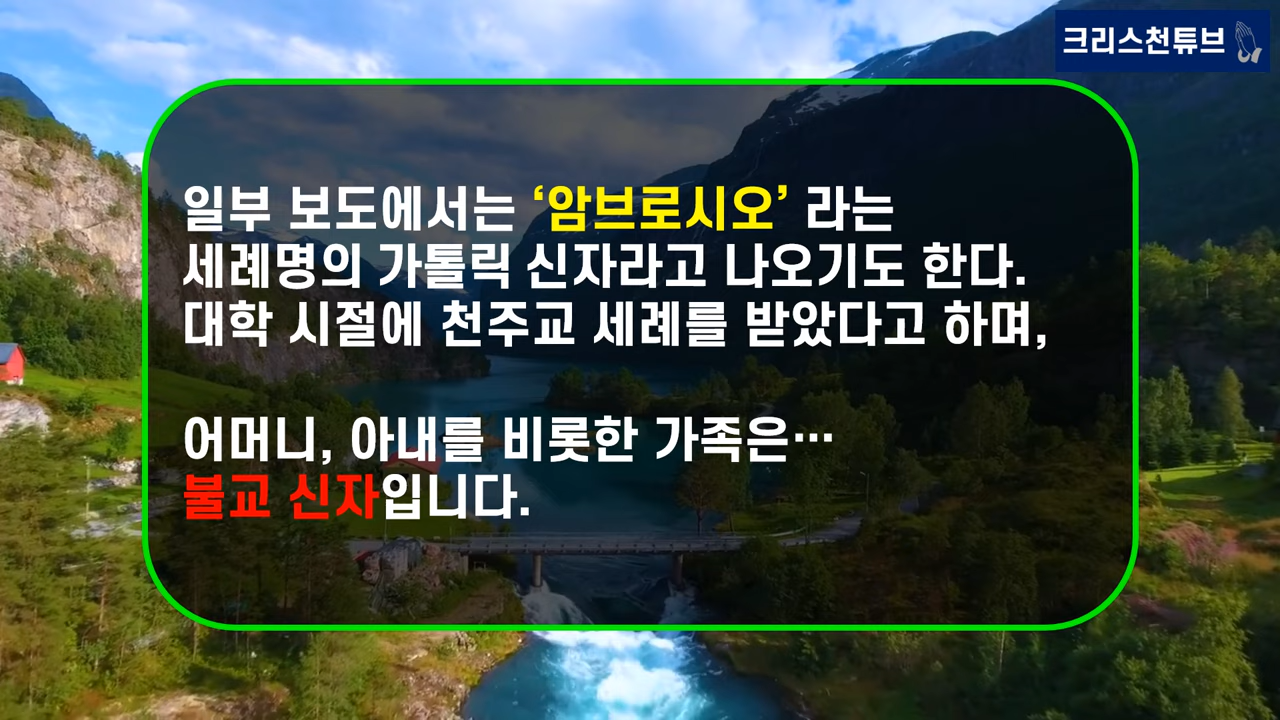 크리스천튜브
일부 보도에서는 ‘암브로시오’ 라는
세례명의 가톨릭 신자라고 나오기도 한다.
대학 시절에 천주교 세례를 받았다고 하며,
어머니, 아내를 비롯한 가족은…
불교 신자입니다.